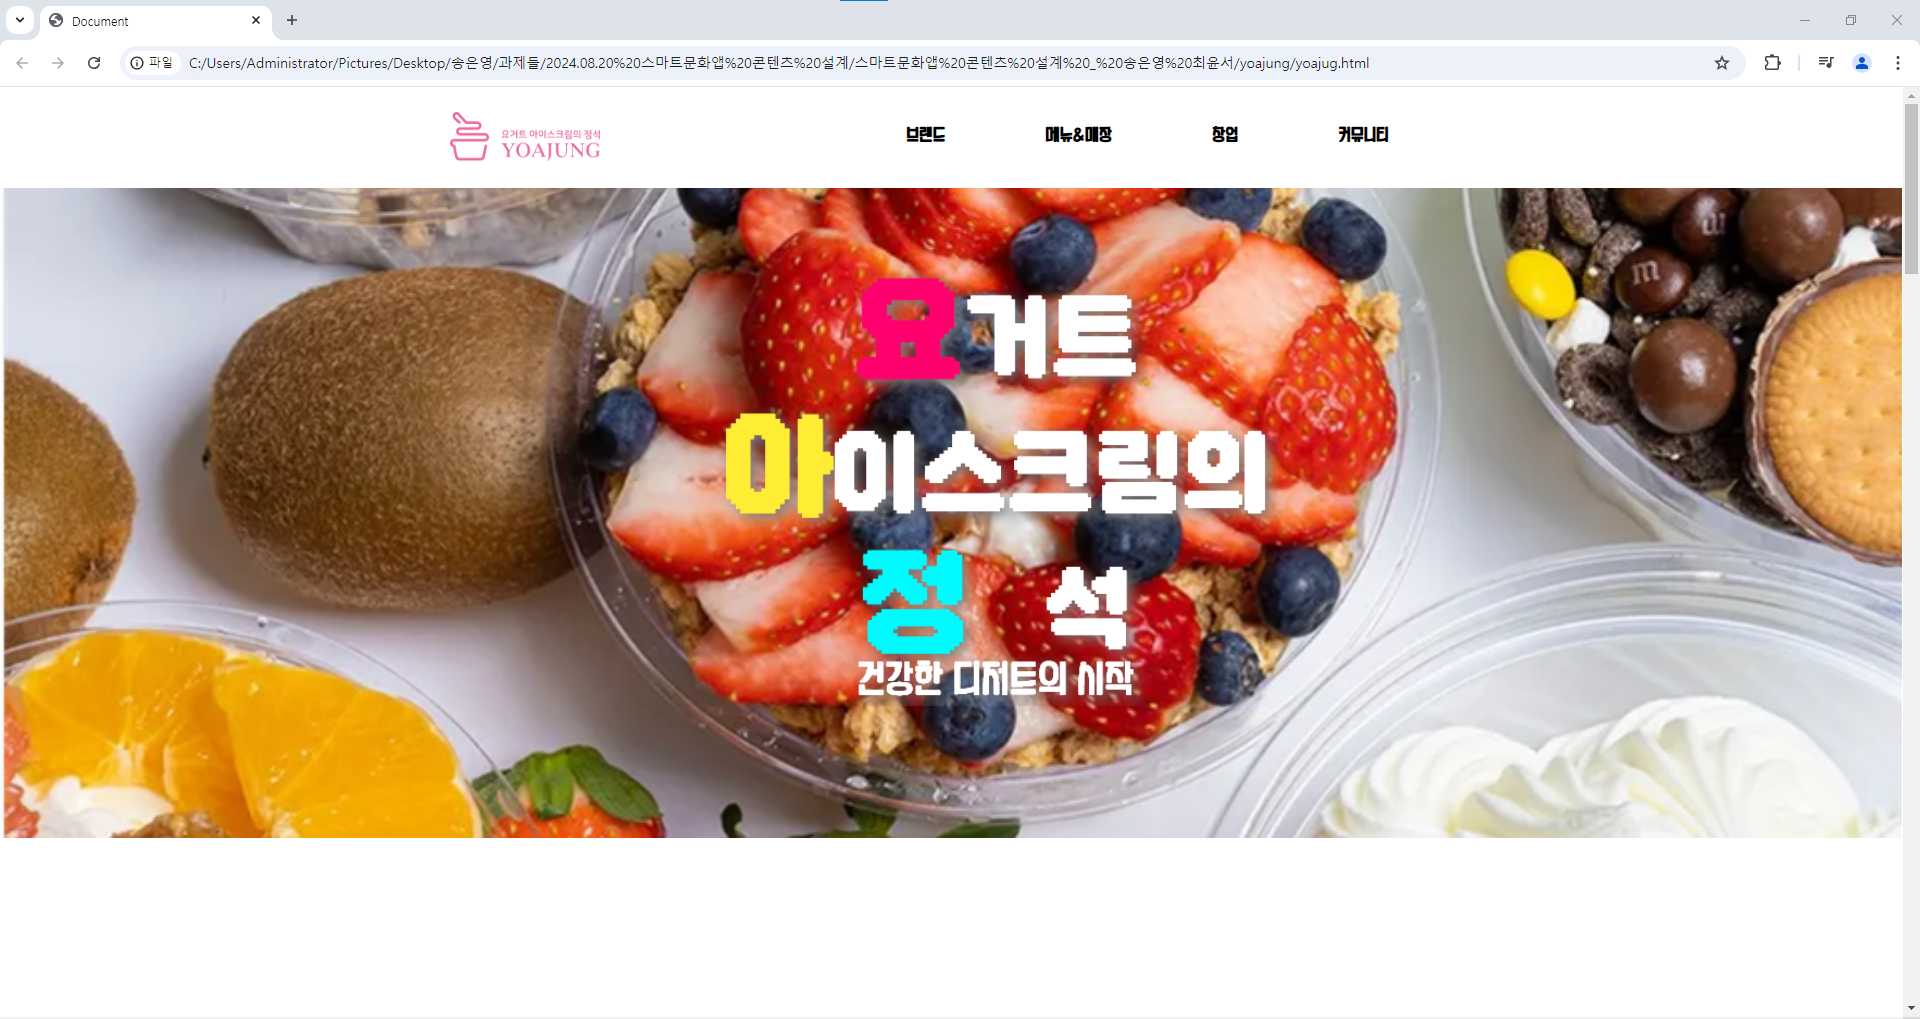 Document
파일
C:/Users/Administrator/Pictures/Desktop/송은영/과제들/2024.08.20%20스마트문화앱%20콘텐츠%20설계/스마트문화앱%20콘텐츠%20설계%20_%20송은영%20최윤서/yoajung/yoajug.html
요거트 아이스크림의 정석
YOAJUNG
브랜드
메뉴&매장
창업
커뮤니티
요거트
아이스크림의
정 석
건강한 디저트의 시작
m
m